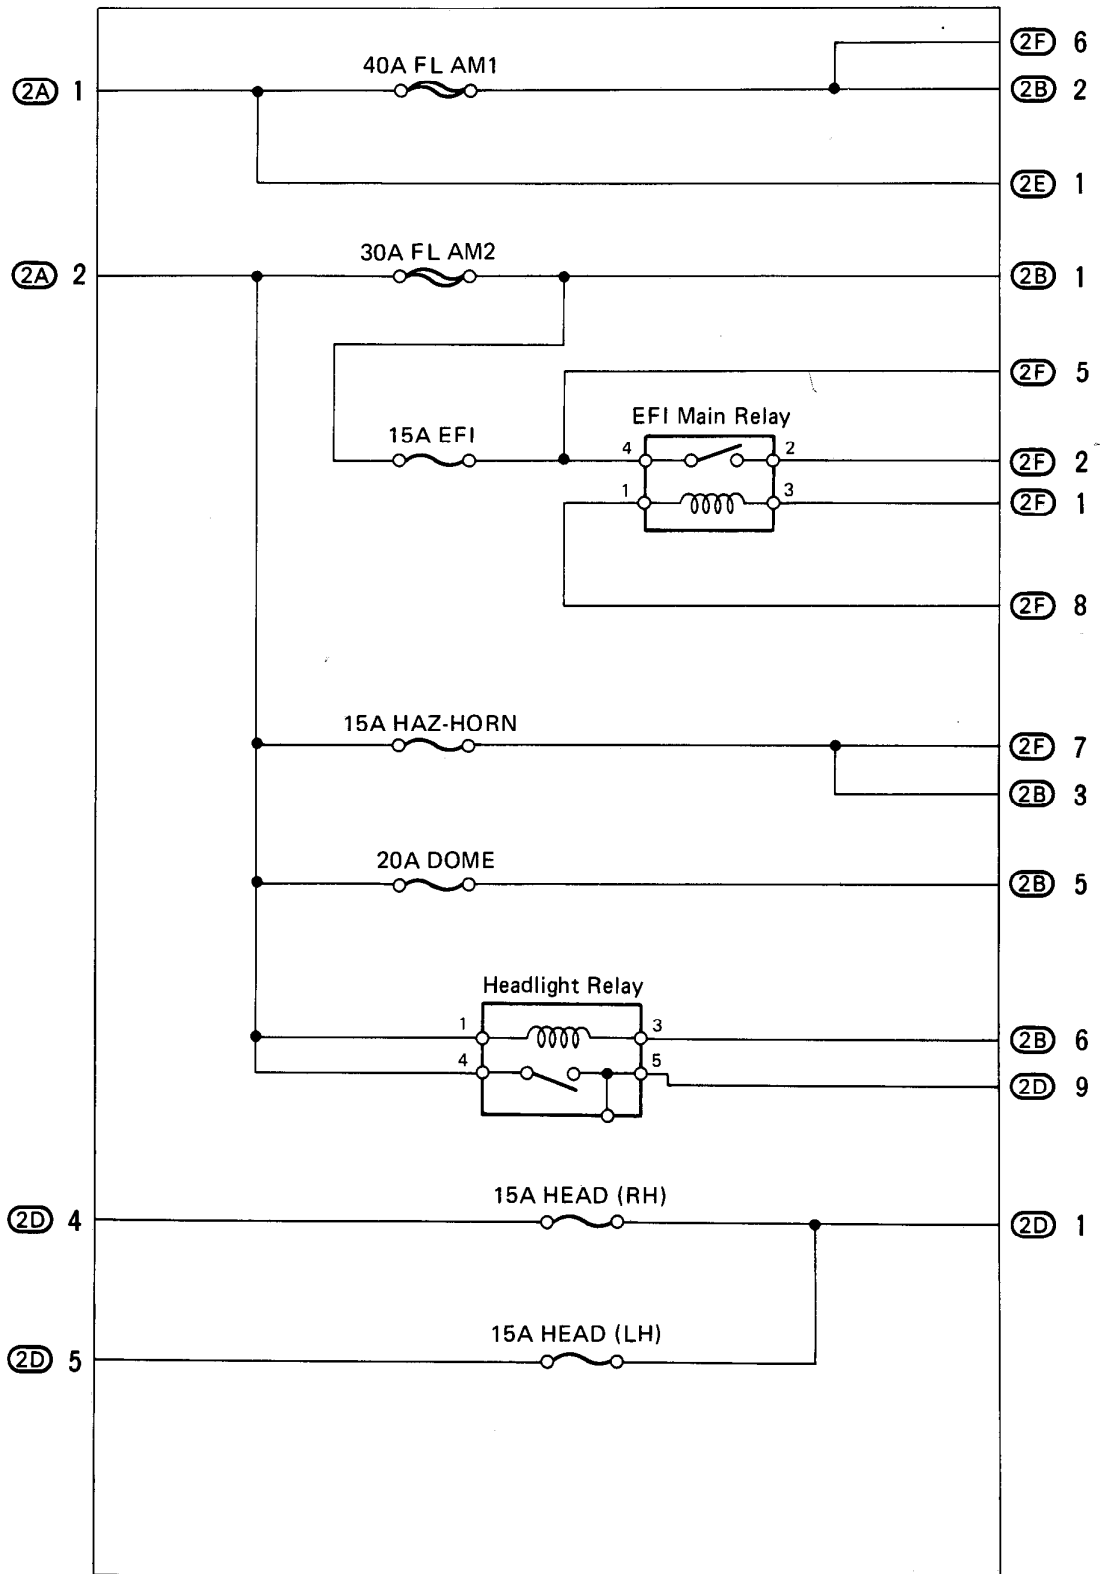 2F 6
40A FL AM1
2A 1
2B 2
2E 1
30A FL AM2
2A 2
2B 1
2F 5
EFI Main Relay
15A EFI
4
2
2F 2
1
3
2F 1
2F 8
15A HAZ-HORN
2F 7
2B 3
20A DOME
2B 5
Headlight Relay
1
3
2B 6
4
5
2D 9
15A HEAD (RH)
2D 4
2D 1
15A HEAD (LH)
2D 5